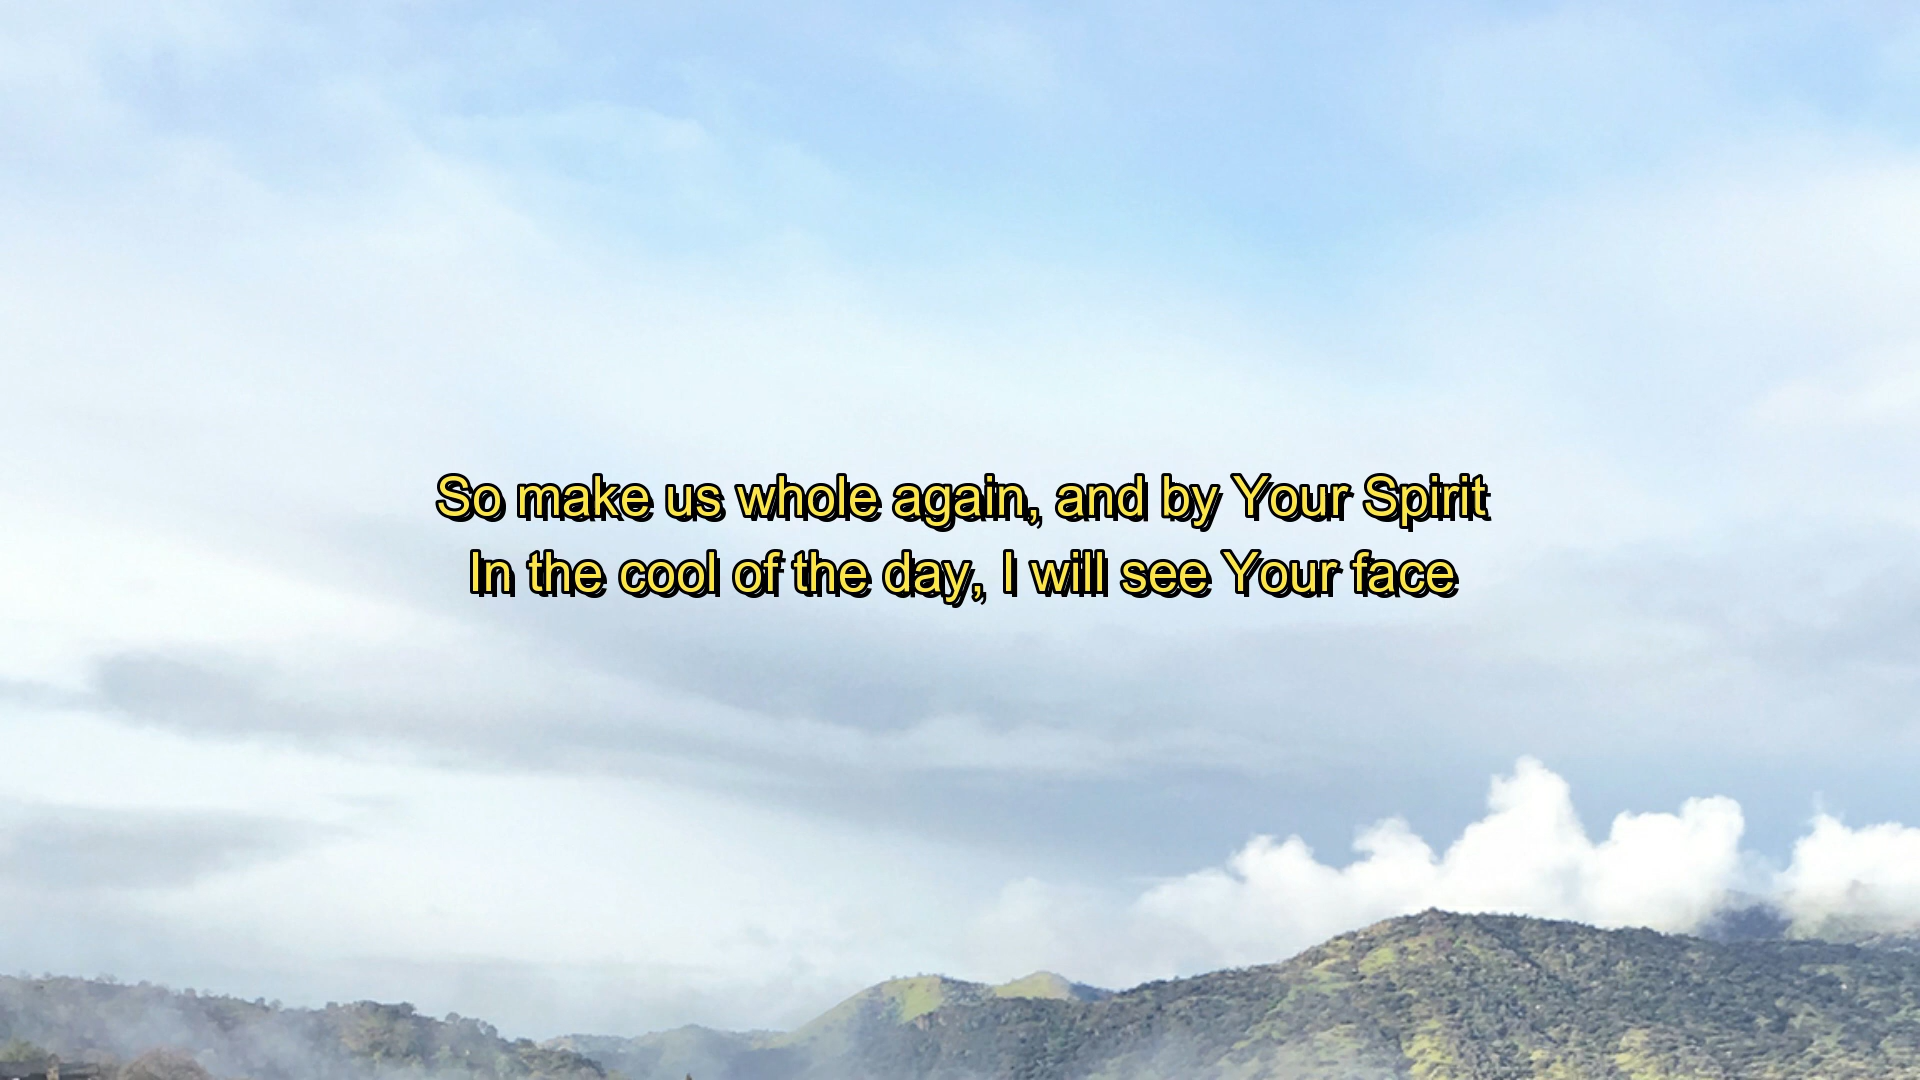 So make us whole again, and by Your Spirit
In the cool of the day, I will see Your face